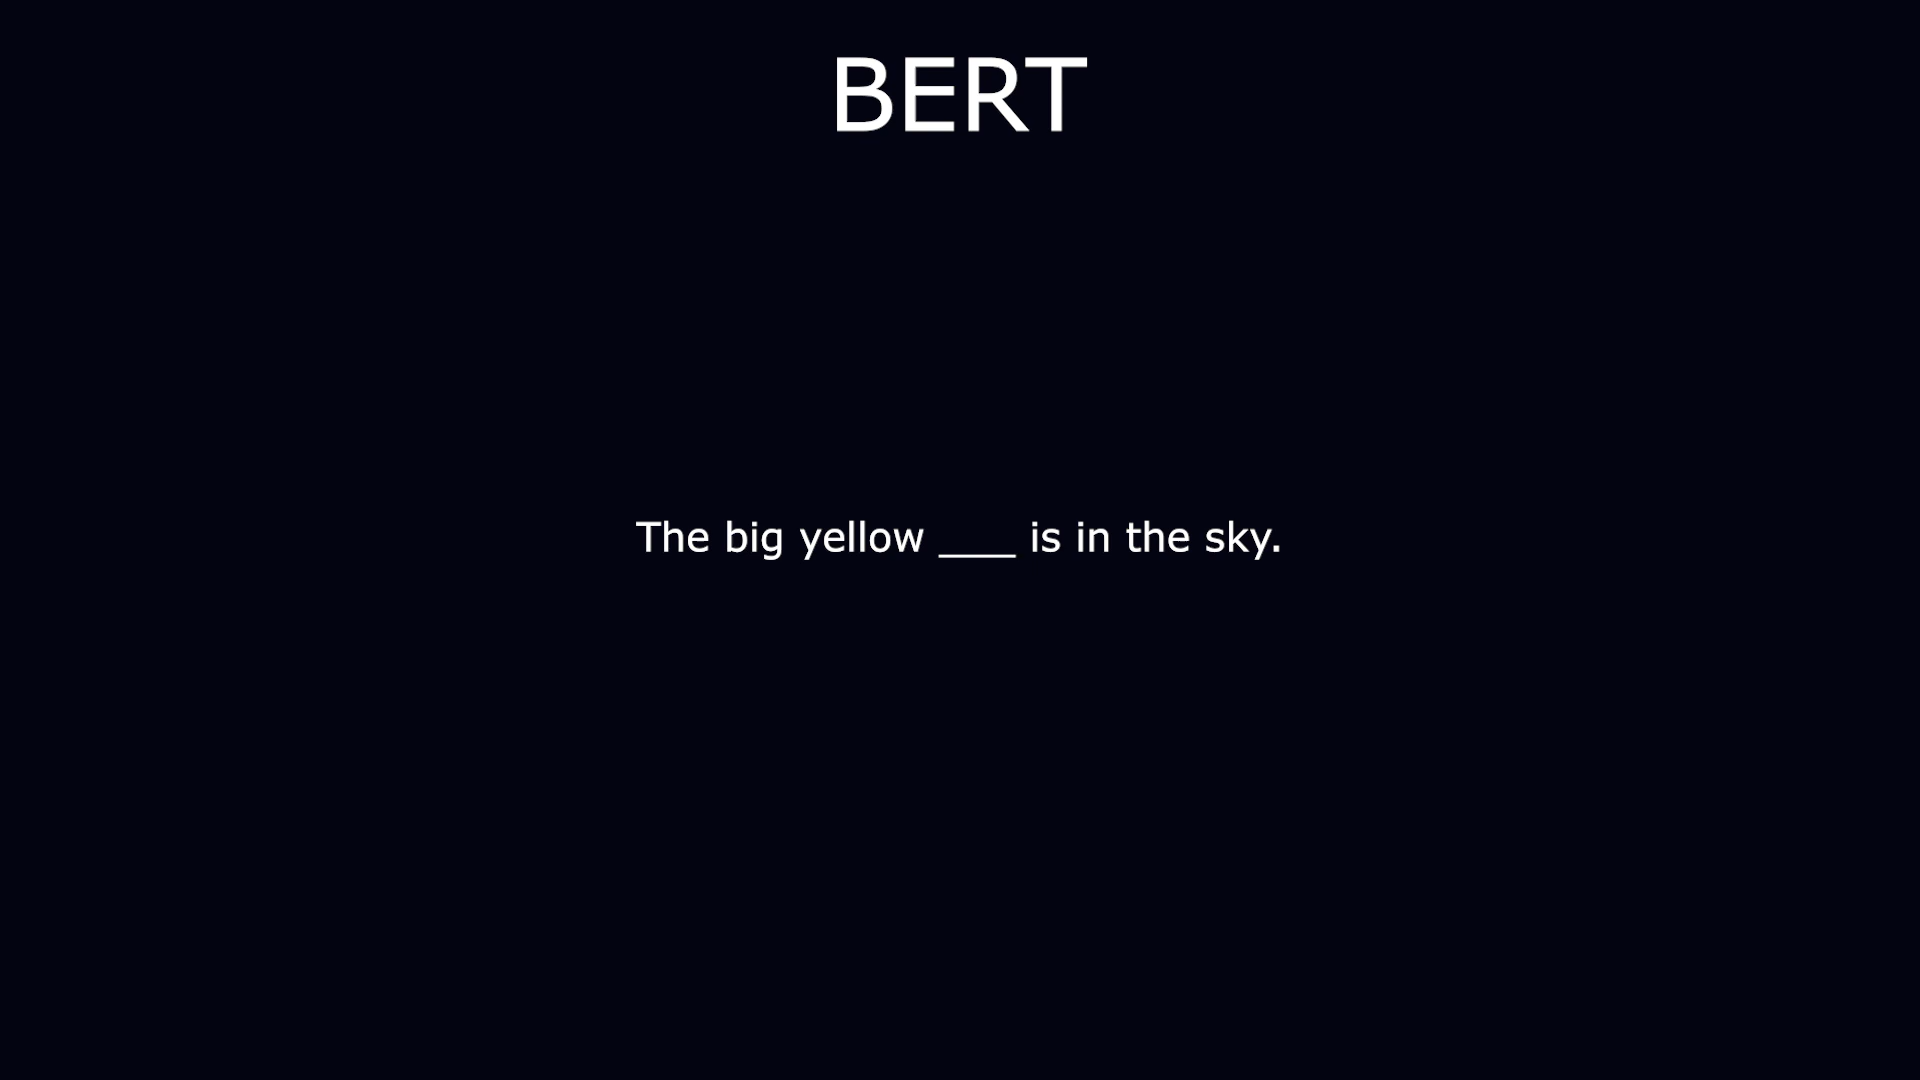 BERT
The big yellow ___ is in the sky.